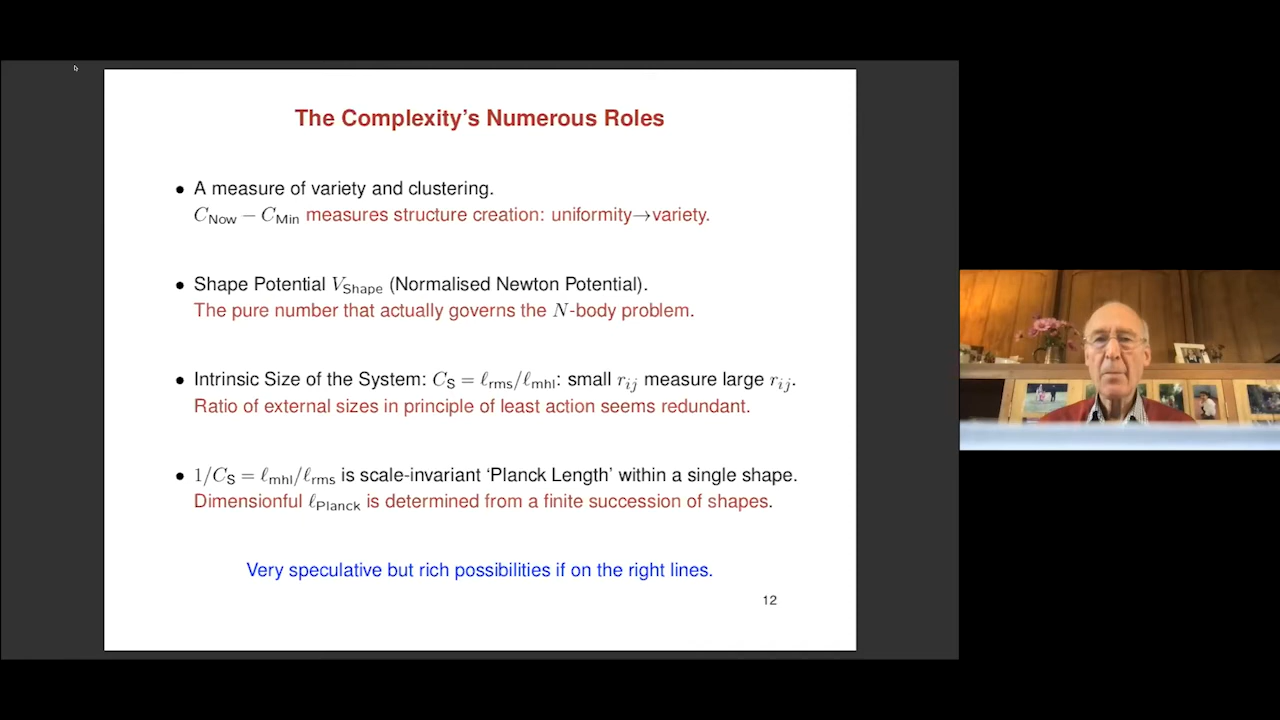 The Complexity's Numerous Roles
• A measure of variety and clustering.
C_Now − C_Min measures structure creation: uniformity→variety.
• Shape Potential V_Shape (Normalised Newton Potential).
The pure number that actually governs the N-body problem.
• Intrinsic Size of the System: C_S = ℓ_rms/ℓ_mhl: small r_ij measure large r_ij.
Ratio of external sizes in principle of least action seems redundant.
• 1/C_S = ℓ_mhl/ℓ_rms is scale-invariant 'Planck Length' within a single shape.
Dimensionful ℓ_Planck is determined from a finite succession of shapes.
Very speculative but rich possibilities if on the right lines.
12